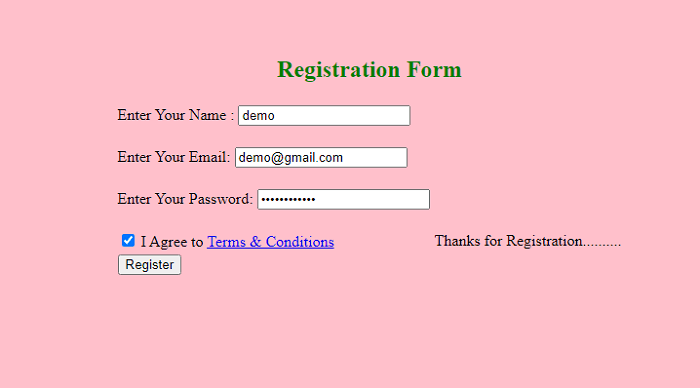 Registration Form
Enter Your Name : demo
Enter Your Email: demo@gmail.com
Enter Your Password: ••••••••••••
I Agree to Terms & Conditions Thanks for Registration..........
Register